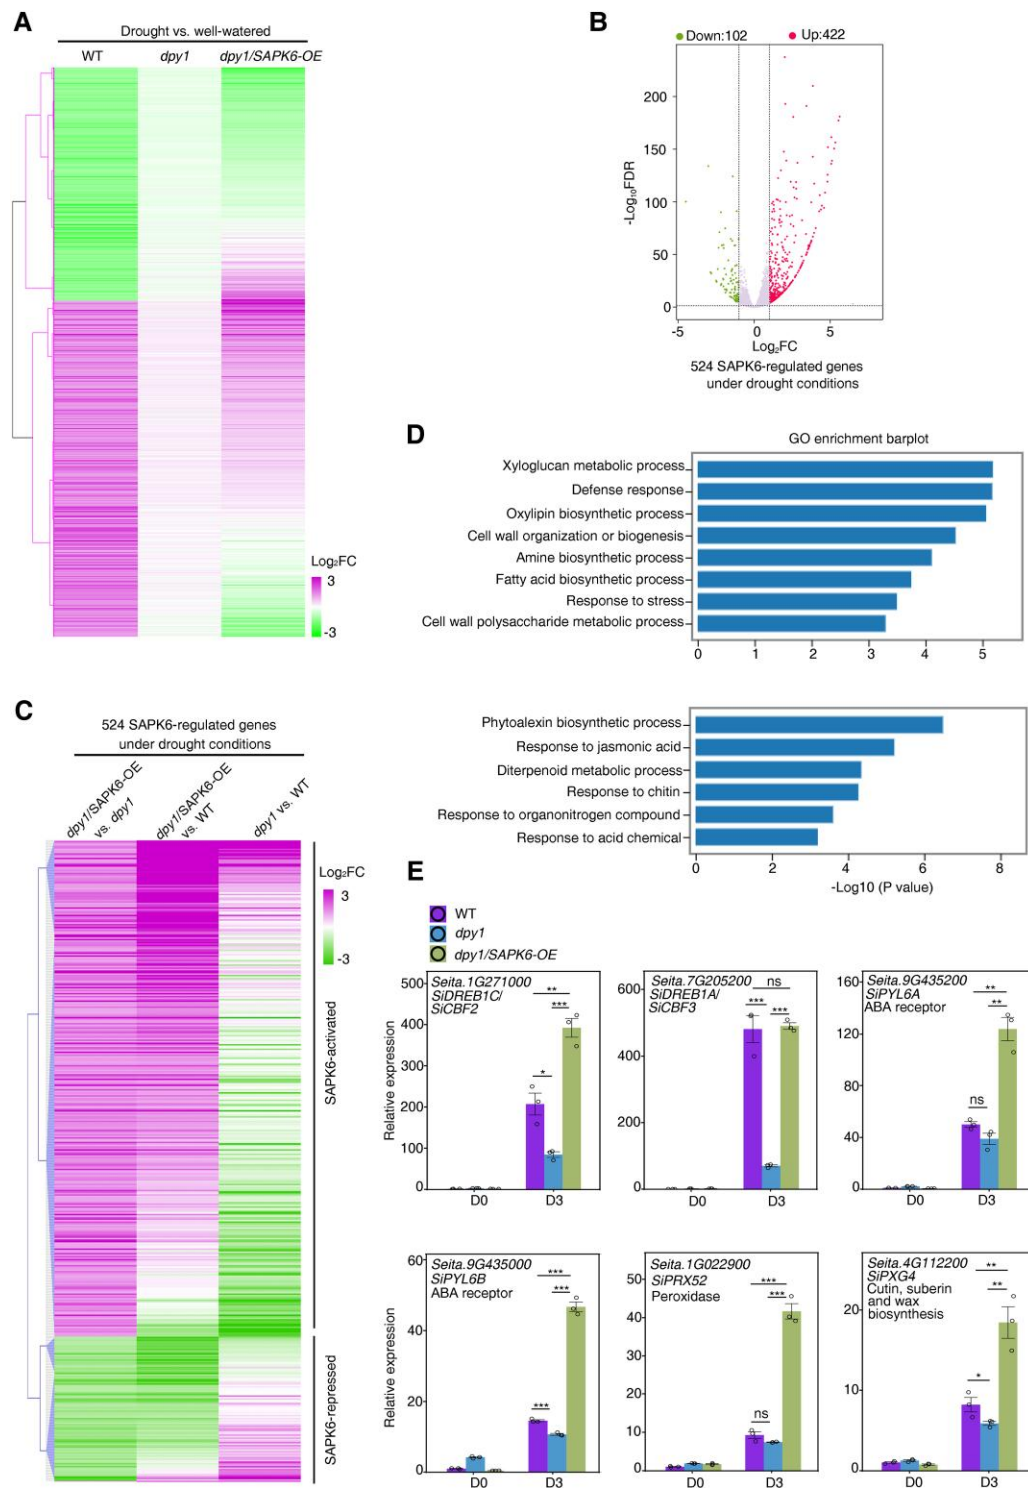 A
Drought vs. well-watered
WT
dpy1
dpy1/SAPK6-OE
Log₂FC
3
-3
B
Down:102
Up:422
-Log₁₀FDR
200
150
100
50
0
-5
0
5
Log₂FC
524 SAPK6-regulated genes
under drought conditions
C
524 SAPK6-regulated genes
under drought conditions
dpy1/SAPK6-OE
vs. dpy1
dpy1/SAPK6-OE
vs. WT
dpy1 vs. WT
Log₂FC
3
-3
SAPK6-activated
SAPK6-repressed
D
GO enrichment barplot
Xyloglucan metabolic process
Defense response
Oxylipin biosynthetic process
Cell wall organization or biogenesis
Amine biosynthetic process
Fatty acid biosynthetic process
Response to stress
Cell wall polysaccharide metabolic process
0 1 2 3 4 5
Phytoalexin biosynthetic process
Response to jasmonic acid
Diterpenoid metabolic process
Response to chitin
Response to organonitrogen compound
Response to acid chemical
0 2 4 6 8
-Log10 (P value)
E
WT
dpy1
dpy1/SAPK6-OE
Relative expression
500
400
300
200
100
0
Seita.1G271000
SiDREB1C/
SiCBF2
**
***
*
D0 D3
600
400
200
0
Seita.7G205200
SiDREB1A/
SiCBF3
ns
*** ***
D0 D3
160
120
80
40
0
Seita.9G435200
SiPYL6A
ABA receptor
**
**
ns
D0 D3
Relative expression
60
40
20
0
Seita.9G435000
SiPYL6B
ABA receptor
***
***
***
D0 D3
50
40
30
20
10
0
Seita.1G022900
SiPRX52
Peroxidase
***
***
ns
D0 D3
20
10
0
Seita.4G112200
SiPXG4
Cutin, suberin
and wax
biosynthesis
**
**
*
D0 D3